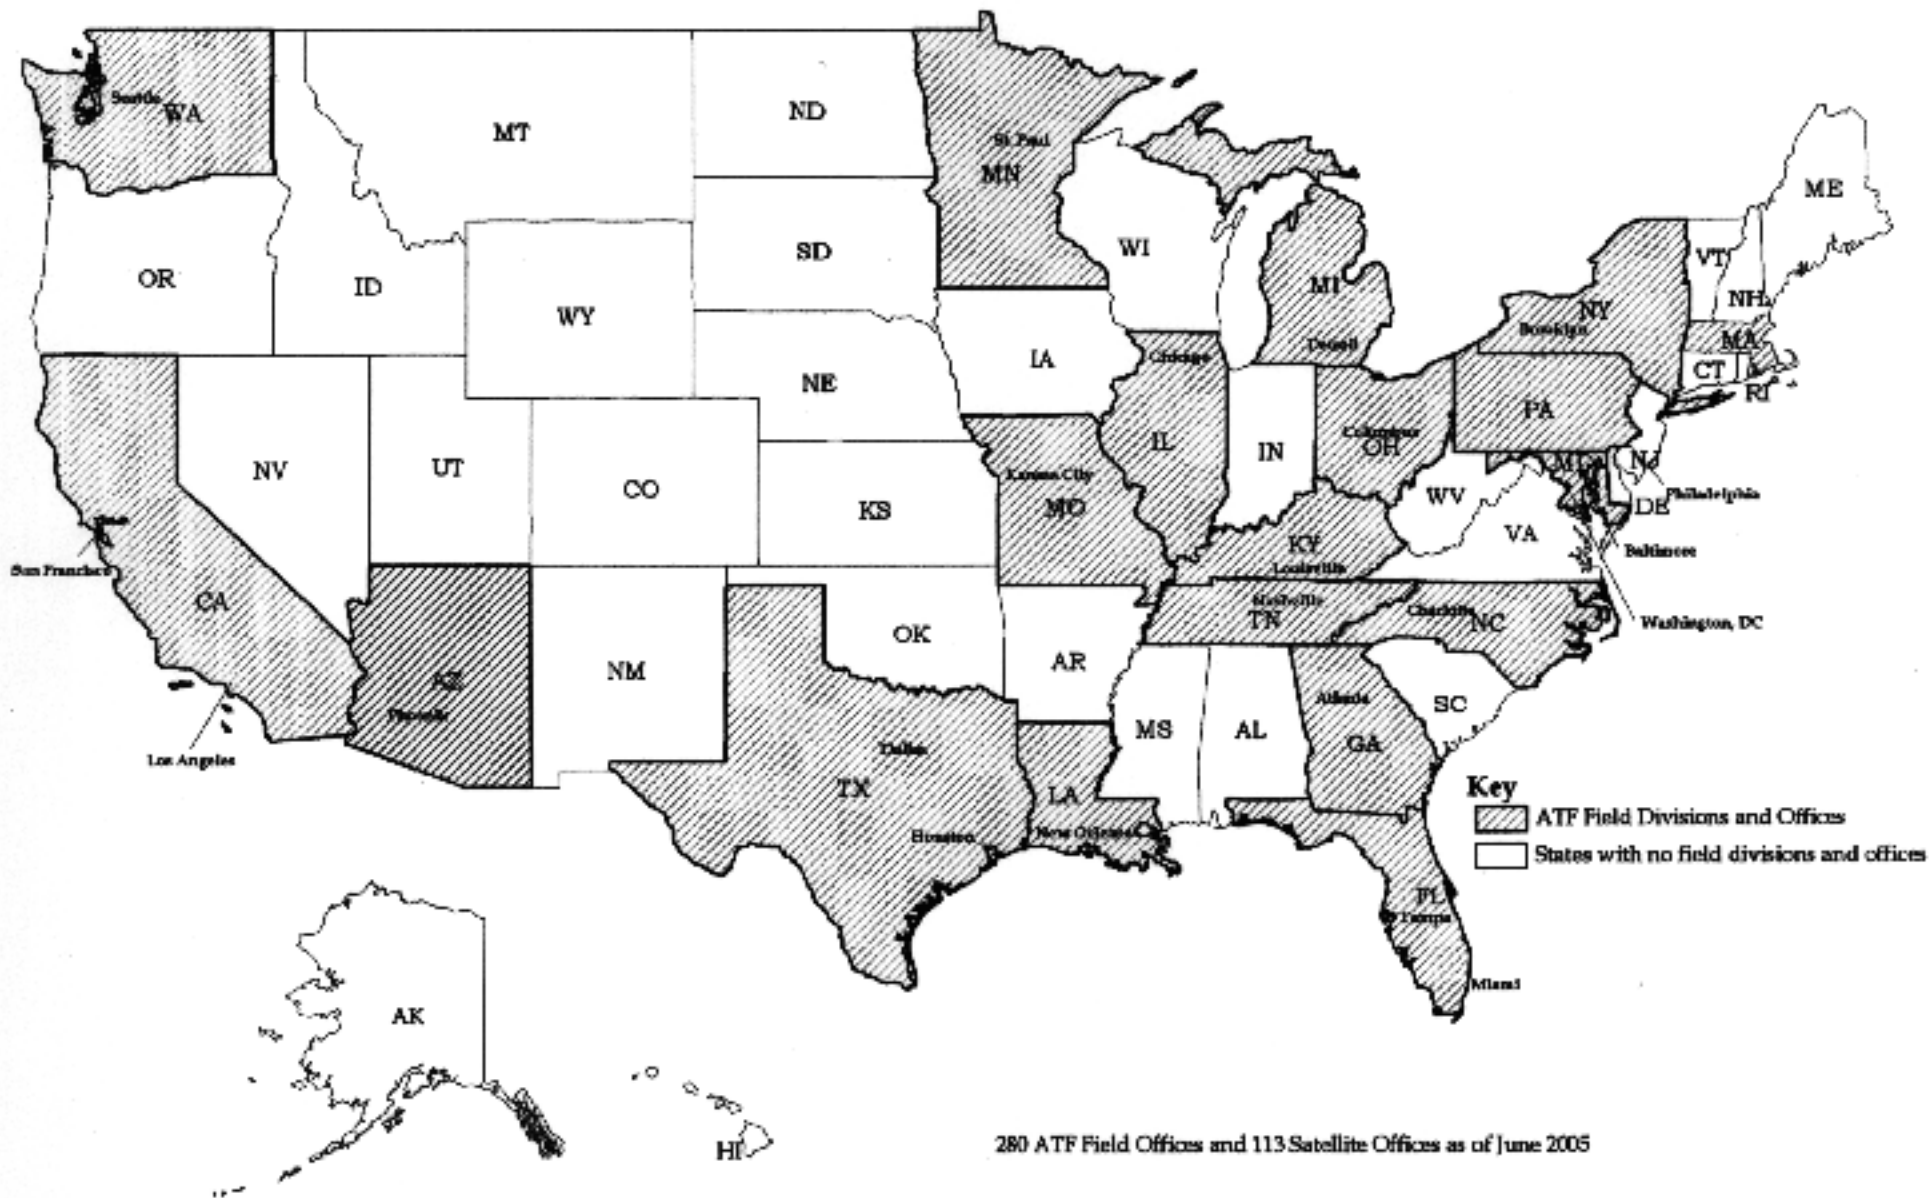 Seattle
WA
MT
ND
St. Paul
MN
ME
OR
ID
WY
SD
WI
MI
Detroit
VT
NH
NY
Brooklyn
MA
CT
RI
IA
NE
Chicago
IL
IN
Columbus
OH
PA
NJ
Philadelphia
NV
UT
CO
KS
Kansas City
MO
WV
VA
DE
Baltimore
Washington, DC
KY
Louisville
San Francisco
CA
Los Angeles
AZ
Phoenix
NM
OK
AR
Nashville
TN
Charlotte
NC
SC
MS
AL
Atlanta
GA
Dallas
TX
Houston
LA
New Orleans
FL
Tampa
Miami
Key
ATF Field Divisions and Offices
States with no field divisions and offices
AK
HI
280 ATF Field Offices and 113 Satellite Offices as of June 2005